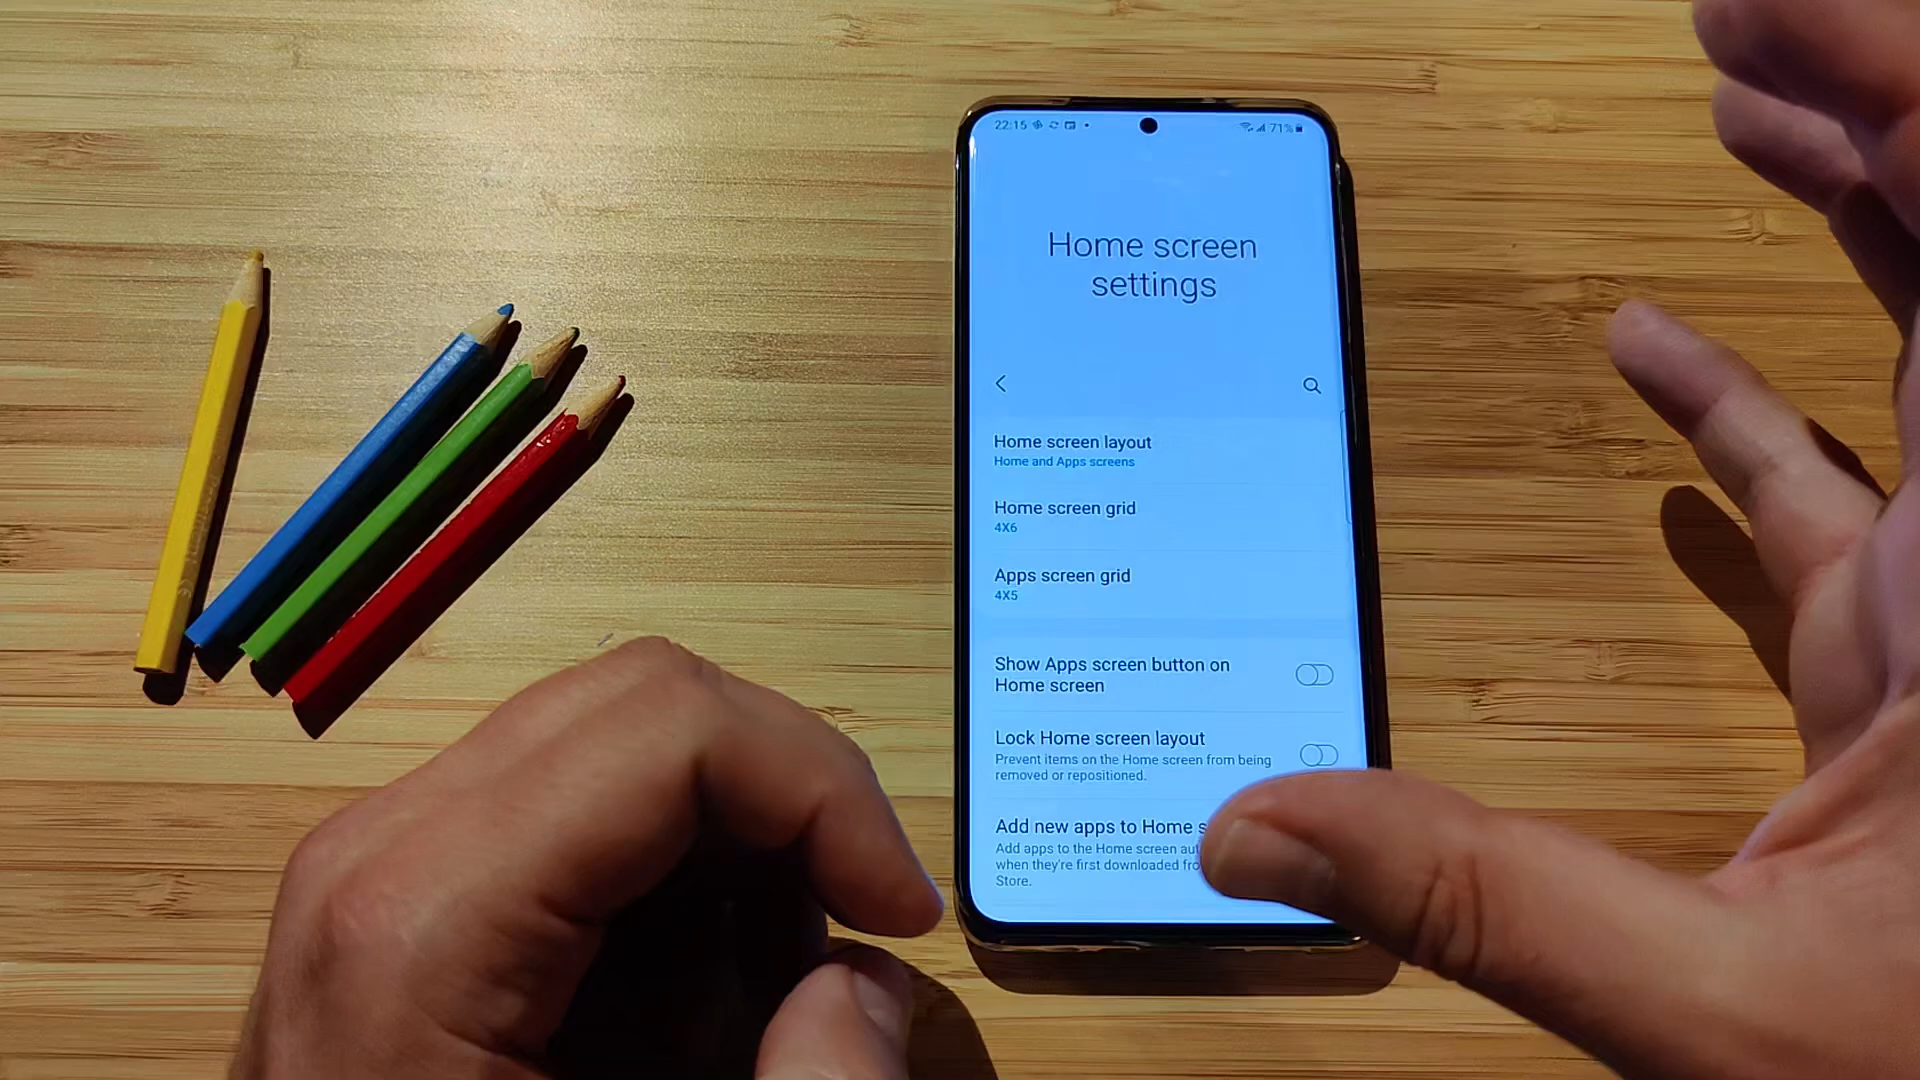 22:15
71%
Home screen
settings
Home screen layout
Home and Apps screens
Home screen grid
4X6
Apps screen grid
4X5
Show Apps screen button on
Home screen
Lock Home screen layout
Prevent items on the Home screen from being
removed or repositioned.
Add new apps to Home
Add apps to the Home screen
when they're first downloaded
Store.